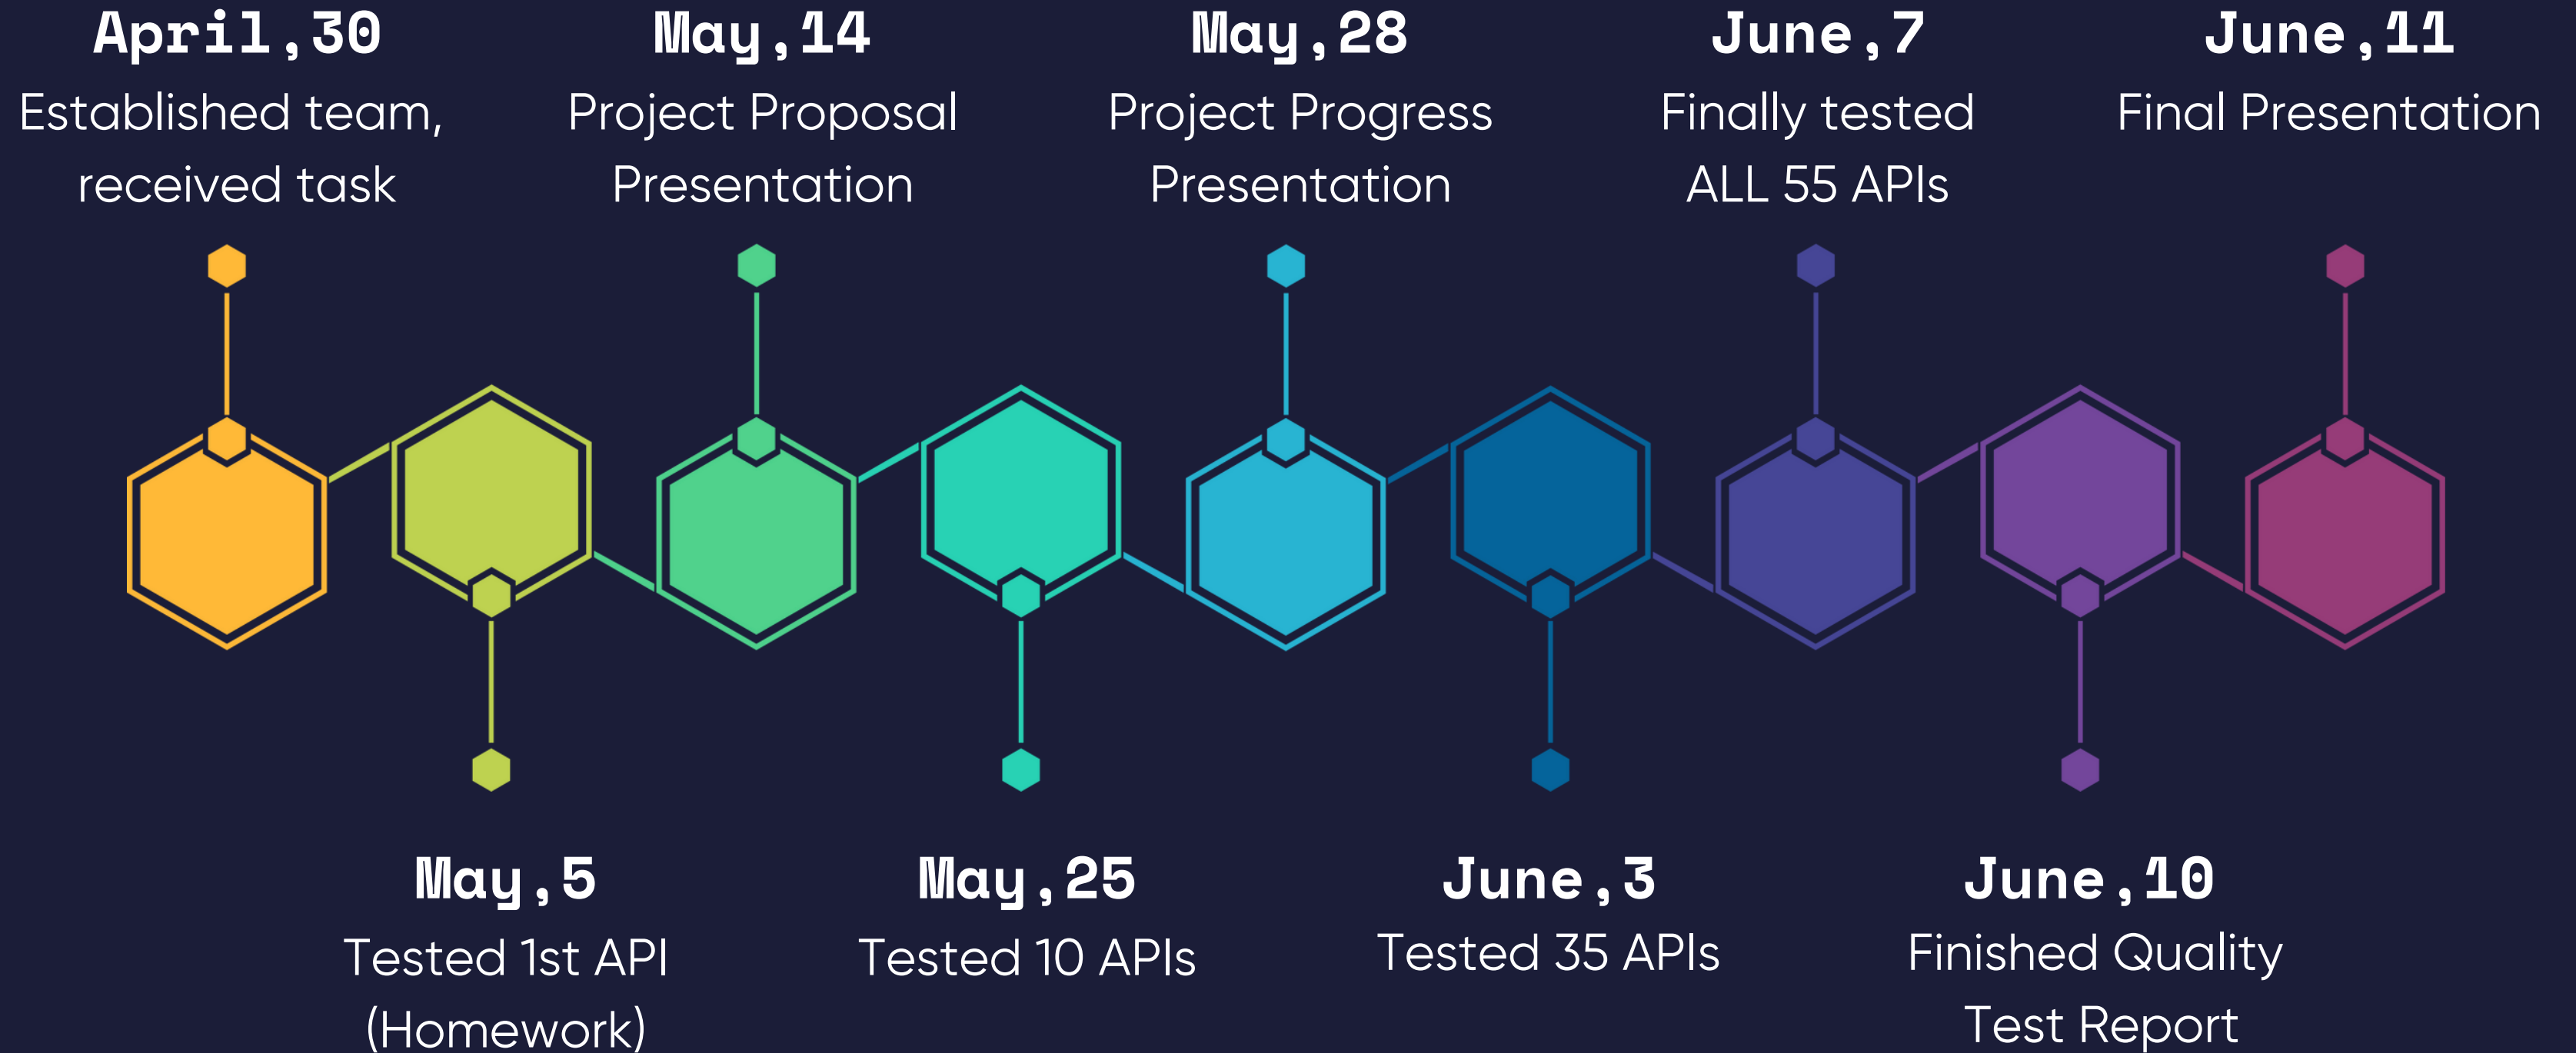 April,30
Established team,
received task
May,5
Tested 1st API
(Homework)
May,14
Project Proposal
Presentation
May,25
Tested 10 APIs
May,28
Project Progress
Presentation
June,3
Tested 35 APIs
June,7
Finally tested
ALL 55 APIs
June,10
Finished Quality
Test Report
June,11
Final Presentation